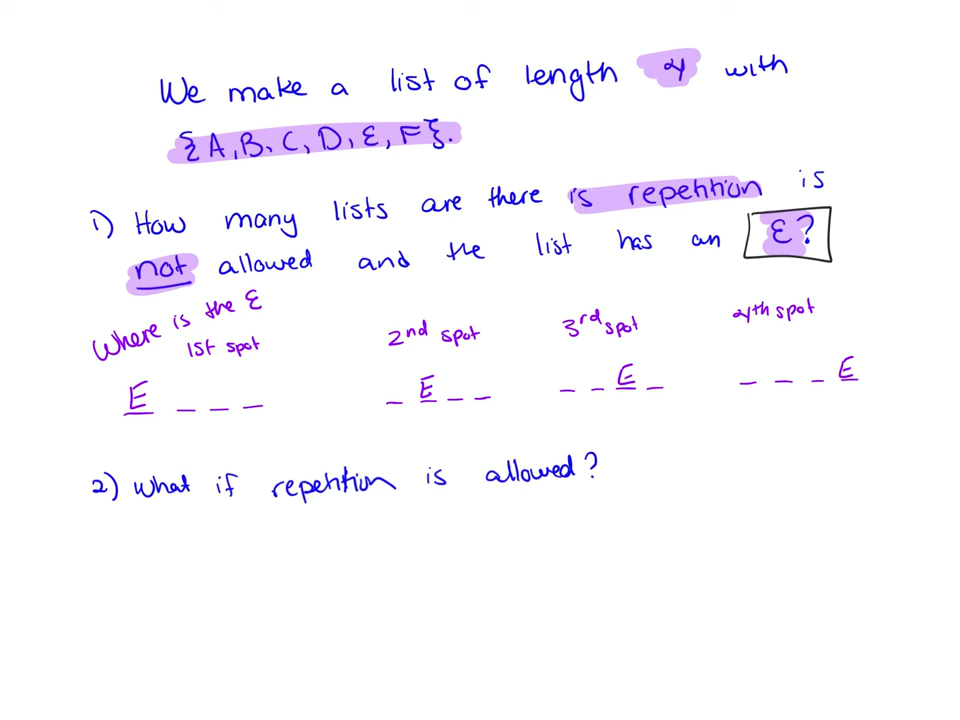 We make a list of length 4 with
{A, B, C, D, E, F}.
1) How many lists are there is repetition is
not allowed and the list has an E?
Where is the E
1st spot 2nd spot 3rd spot 4th spot
E _ _ _ _ E _ _ _ _ E _ _ _ _ E
2) What if repetition is allowed?